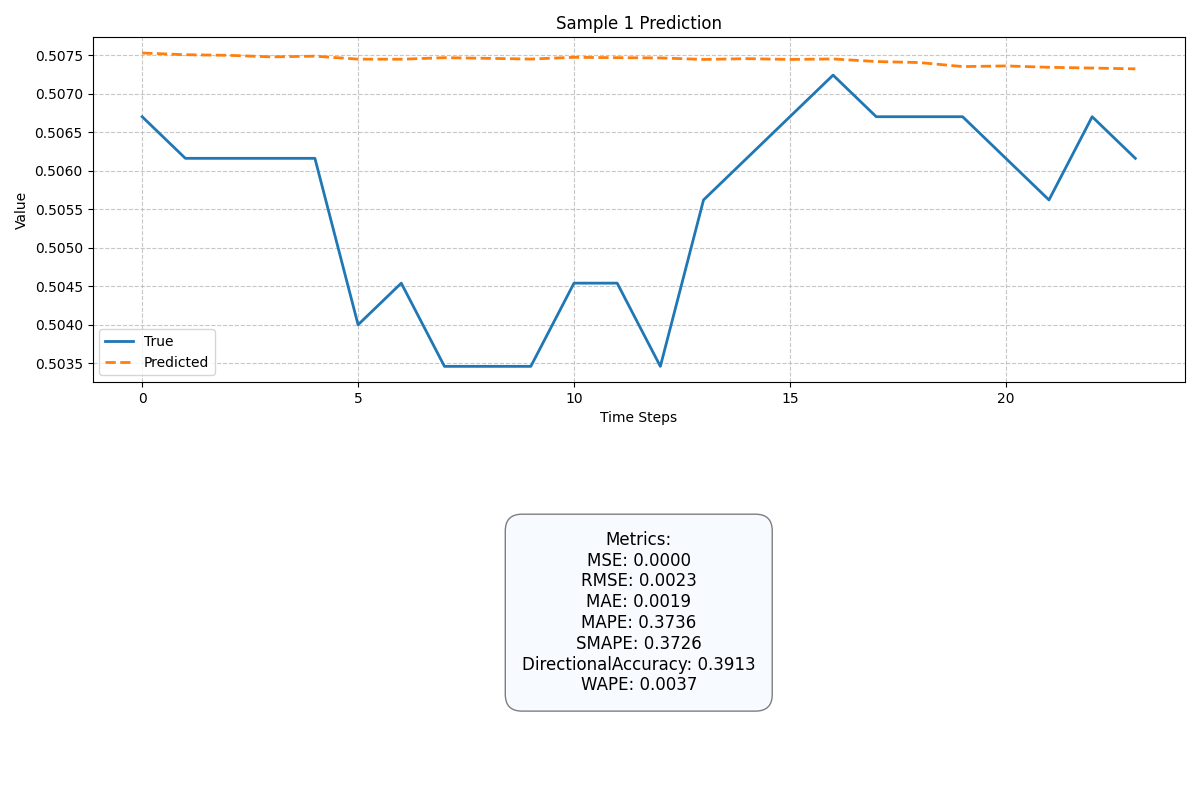 Sample 1 Prediction
0.5075
0.5070
0.5065
0.5060
0.5055
0.5050
0.5045
0.5040
0.5035
Value
True
Predicted
0 5 10 15 20
Time Steps
Metrics:
MSE: 0.0000
RMSE: 0.0023
MAE: 0.0019
MAPE: 0.3736
SMAPE: 0.3726
DirectionalAccuracy: 0.3913
WAPE: 0.0037